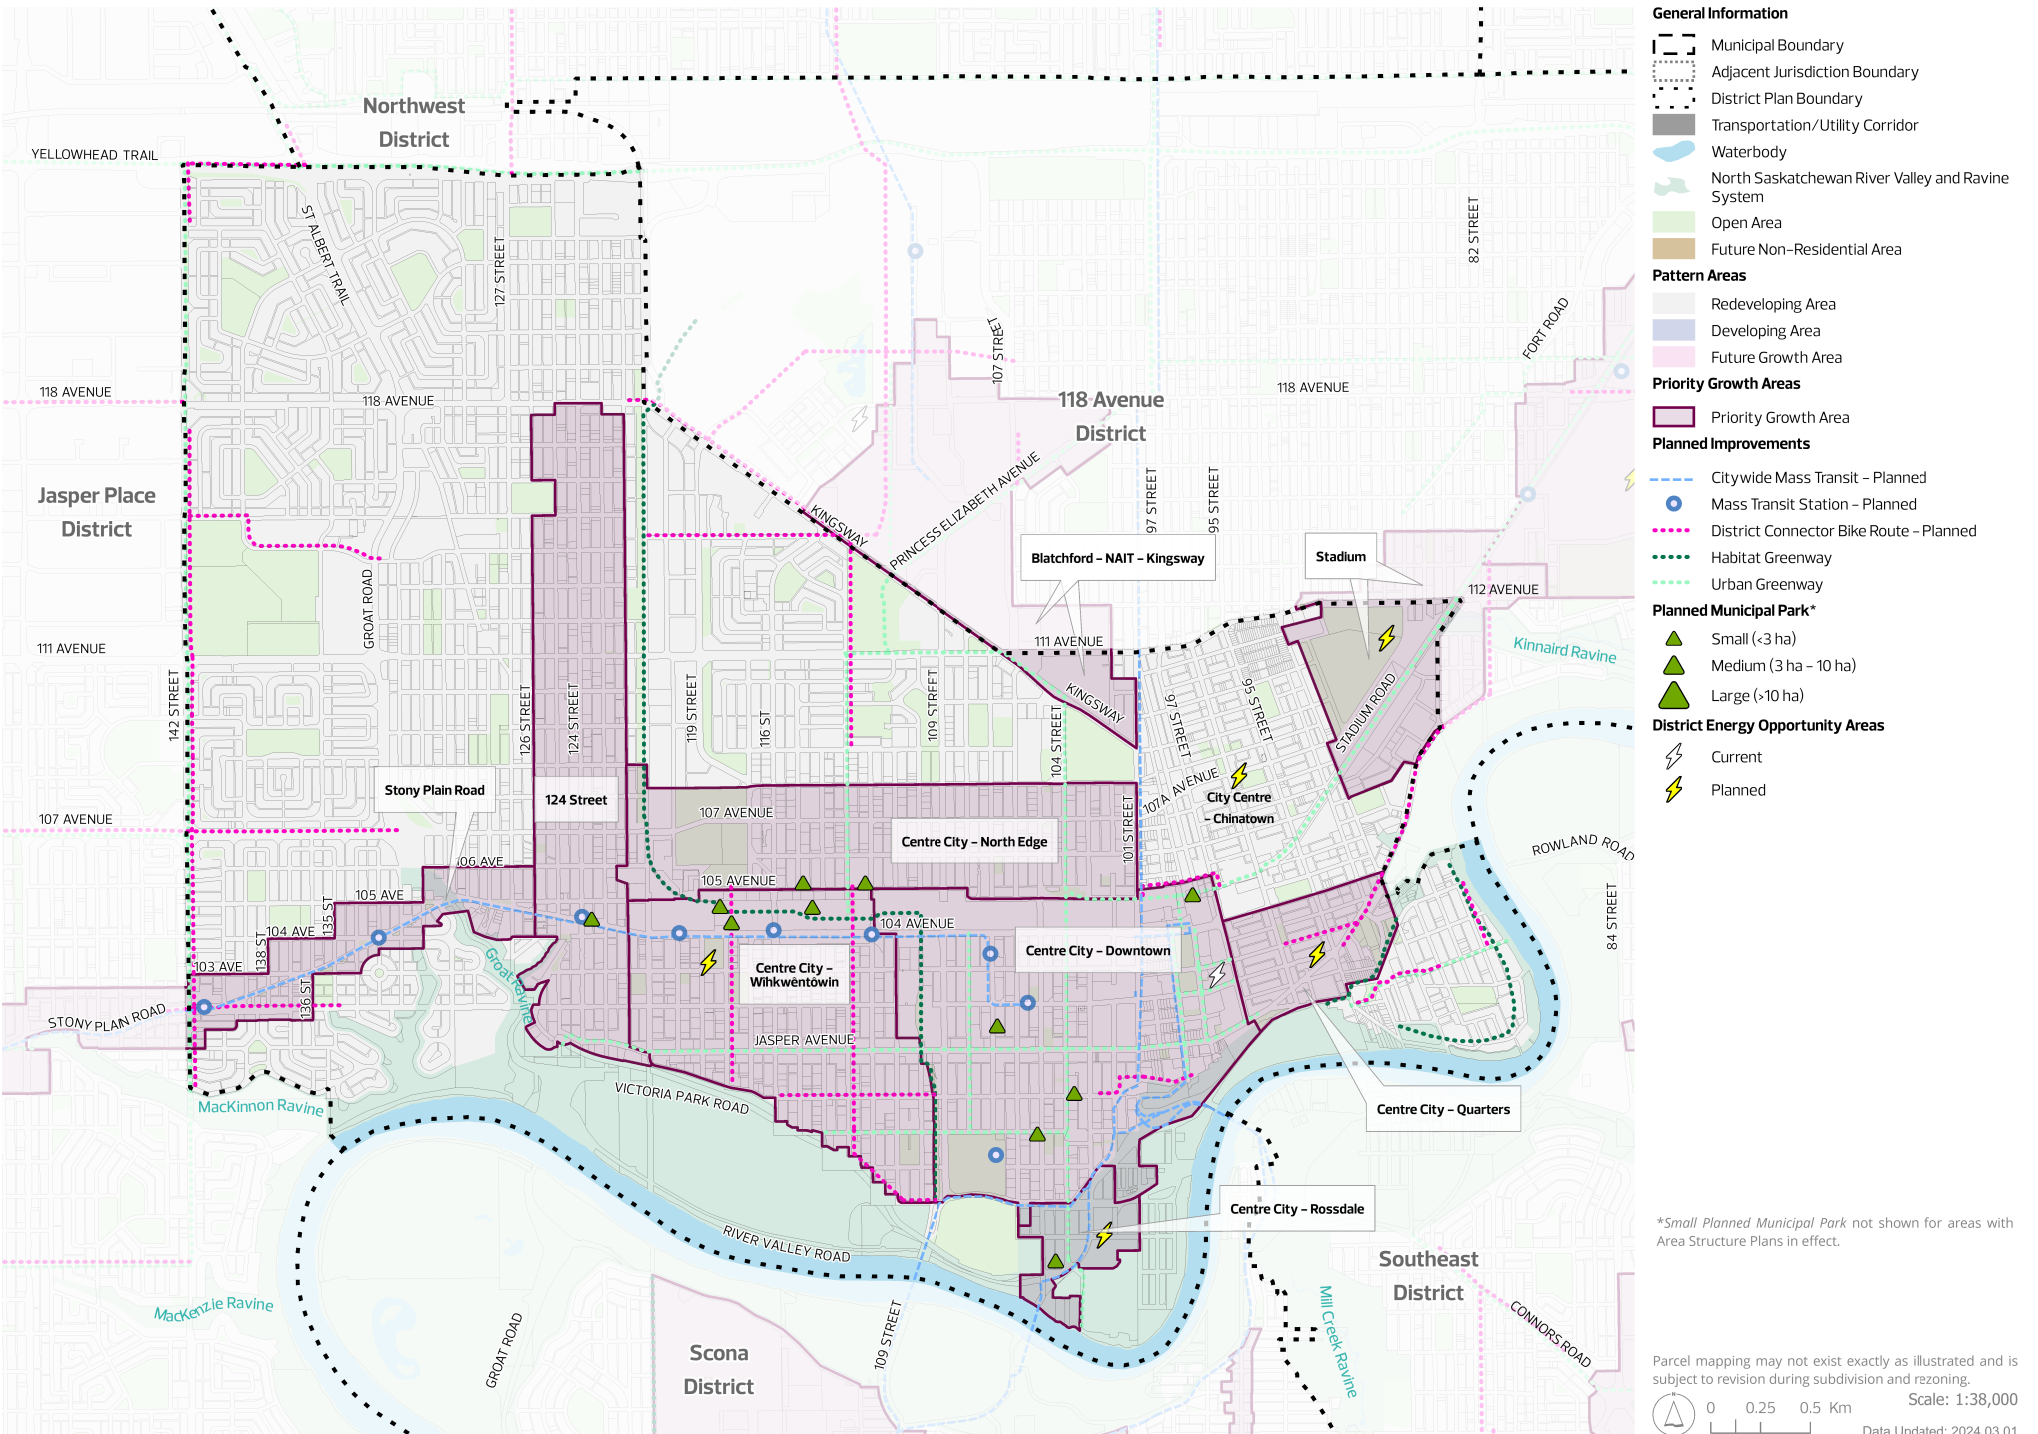 General Information
Municipal Boundary
Adjacent Jurisdiction Boundary
District Plan Boundary
Transportation/Utility Corridor
Waterbody
North Saskatchewan River Valley and Ravine
System
Open Area
Future Non-Residential Area
Pattern Areas
Redeveloping Area
Developing Area
Future Growth Area
Priority Growth Areas
Priority Growth Area
Planned Improvements
Citywide Mass Transit - Planned
Mass Transit Station - Planned
District Connector Bike Route - Planned
Habitat Greenway
Urban Greenway
Planned Municipal Park*
Small (<3 ha)
Medium (3 ha - 10 ha)
Large (>10 ha)
District Energy Opportunity Areas
Current
Planned
*Small Planned Municipal Park not shown for areas with
Area Structure Plans in effect.
Parcel mapping may not exist exactly as illustrated and is
subject to revision during subdivision and rezoning.
Scale: 1:38,000
N
0 0.25 0.5 Km
Data Updated: 2024.03.01
Northwest
District
YELLOWHEAD TRAIL
ST ALBERT TRAIL
127 STREET
82 STREET
FORT ROAD
107 STREET
118 AVENUE
118 AVENUE
118 AVENUE
118 Avenue
District
Jasper Place
District
KINGSWAY
PRINCESS ELIZABETH AVENUE
97 STREET
95 STREET
Blatchford - NAIT - Kingsway
Stadium
112 AVENUE
GROAT ROAD
111 AVENUE
111 AVENUE
Kinnaird Ravine
142 STREET
126 STREET
124 STREET
119 STREET
116 ST
109 STREET
104 STREET
KINGSWAY
97 STREET
95 STREET
STADIUM ROAD
Stony Plain Road
124 Street
107A AVENUE
City Centre
- Chinatown
107 AVENUE
107 AVENUE
Centre City - North Edge
101 STREET
ROWLAND ROAD
106 AVE
105 AVE
105 AVENUE
135 ST
104 AVE
138 ST
104 AVENUE
84 STREET
103 AVE
136 ST
Groat Ravine
Centre City -
Wîhkwêntôwin
Centre City - Downtown
STONY PLAIN ROAD
JASPER AVENUE
MacKinnon Ravine
VICTORIA PARK ROAD
Centre City - Quarters
Centre City - Rossdale
RIVER VALLEY ROAD
Southeast
District
MacKenzie Ravine
GROAT ROAD
109 STREET
Mill Creek Ravine
CONNORS ROAD
Scona
District